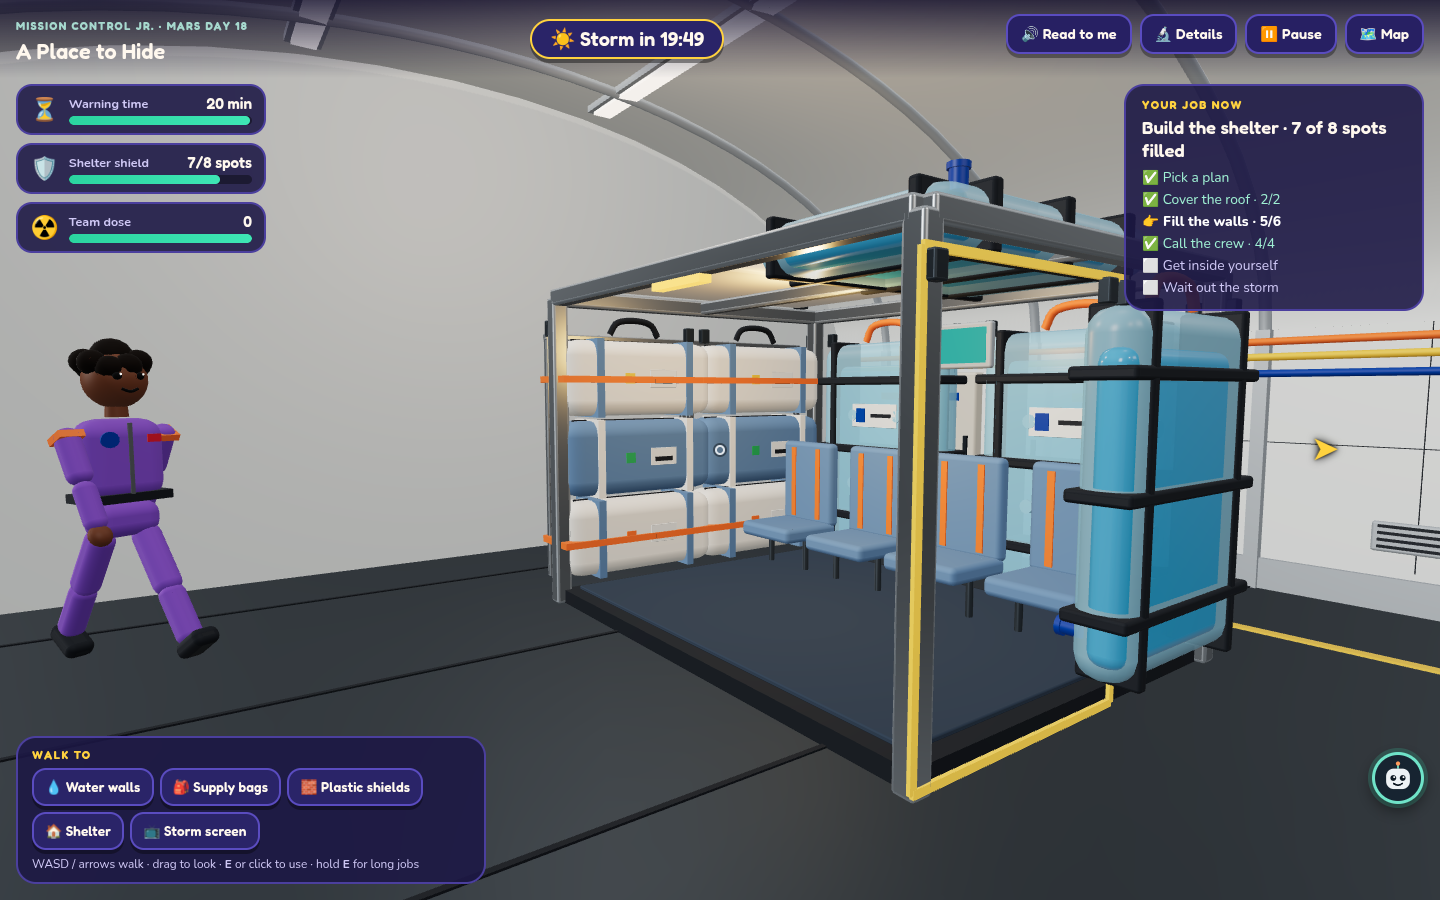 MISSION CONTROL JR. · MARS DAY 18
A Place to Hide
☀️ Storm in 19:49
🔊 Read to me
🔬 Details
⏸️ Pause
🗺️ Map
⏳ Warning time 20 min
🛡️ Shelter shield 7/8 spots
☢️ Team dose 0
YOUR JOB NOW
Build the shelter · 7 of 8 spots
filled
✅ Pick a plan
✅ Cover the roof · 2/2
👉 Fill the walls · 5/6
✅ Call the crew · 4/4
⬜ Get inside yourself
⬜ Wait out the storm
WALK TO
💧 Water walls
🎒 Supply bags
🧱 Plastic shields
🏠 Shelter
📺 Storm screen
WASD / arrows walk · drag to look · E or click to use · hold E for long jobs